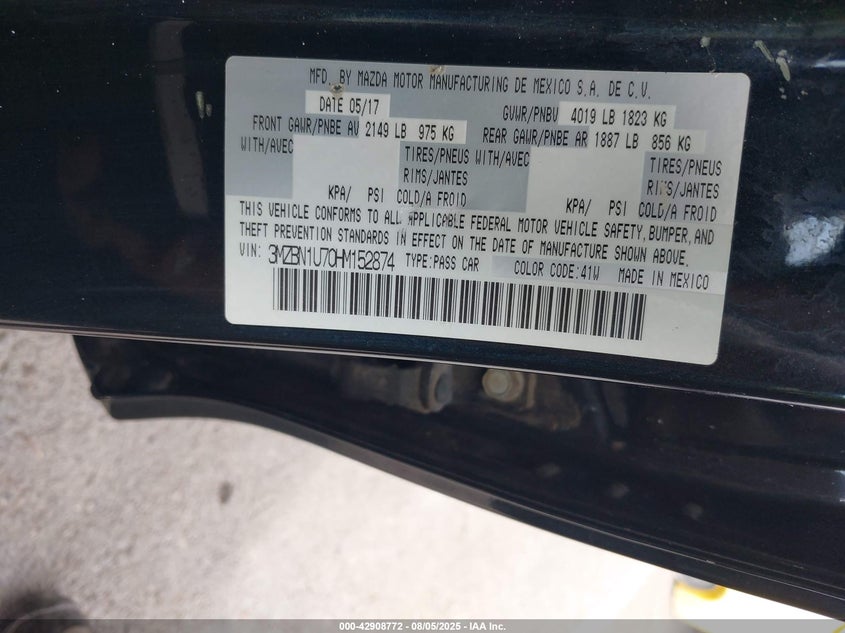 MFD. BY MAZDA MOTOR MANUFACTURING DE MEXICO S.A. DE C.V.
DATE 05/17 GVWR/PNBV 4019 LB 1823 KG
FRONT GAWR/PNBE AV 2149 LB 975 KG REAR GAWR/PNBE AR 1887 LB 856 KG
WITH/AVEC TIRES/PNEUS WITH/AVEC TIRES/PNEUS
RIMS/JANTES RIMS/JANTES
KPA/ PSI COLD/A FROID KPA/ PSI COLD/A FROID
THIS VEHICLE CONFORMS TO ALL APPLICABLE FEDERAL MOTOR VEHICLE SAFETY, BUMPER, AND
THEFT PREVENTION STANDARDS IN EFFECT ON THE DATE OF MANUFACTURE SHOWN ABOVE.
VIN: 3MZBN1U70HM152874 TYPE:PASS CAR COLOR CODE:41W MADE IN MEXICO
000-42908772 - 08/05/2025 - IAA Inc.